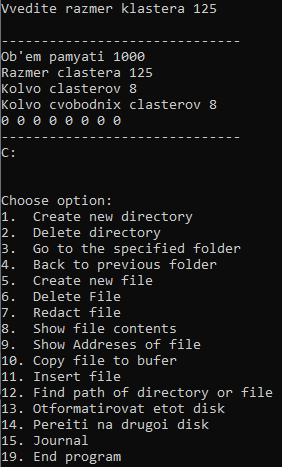 Vvedite razmer klastera 125
-----------------------------
Ob'em pamyati 1000
Razmer clastera 125
Kolvo clasterov 8
Kolvo cvobodnix clasterov 8
0 0 0 0 0 0 0 0
-----------------------------
C:
Choose option:
1.  Create new directory
2.  Delete directory
3.  Go to the specified folder
4.  Back to previous folder
5.  Create new file
6.  Delete File
7.  Redact file
8.  Show file contents
9.  Show Addreses of file
10. Copy file to bufer
11. Insert file
12. Find path of directory or file
13. Otformatirovat etot disk
14. Pereiti na drugoi disk
15. Journal
19. End program